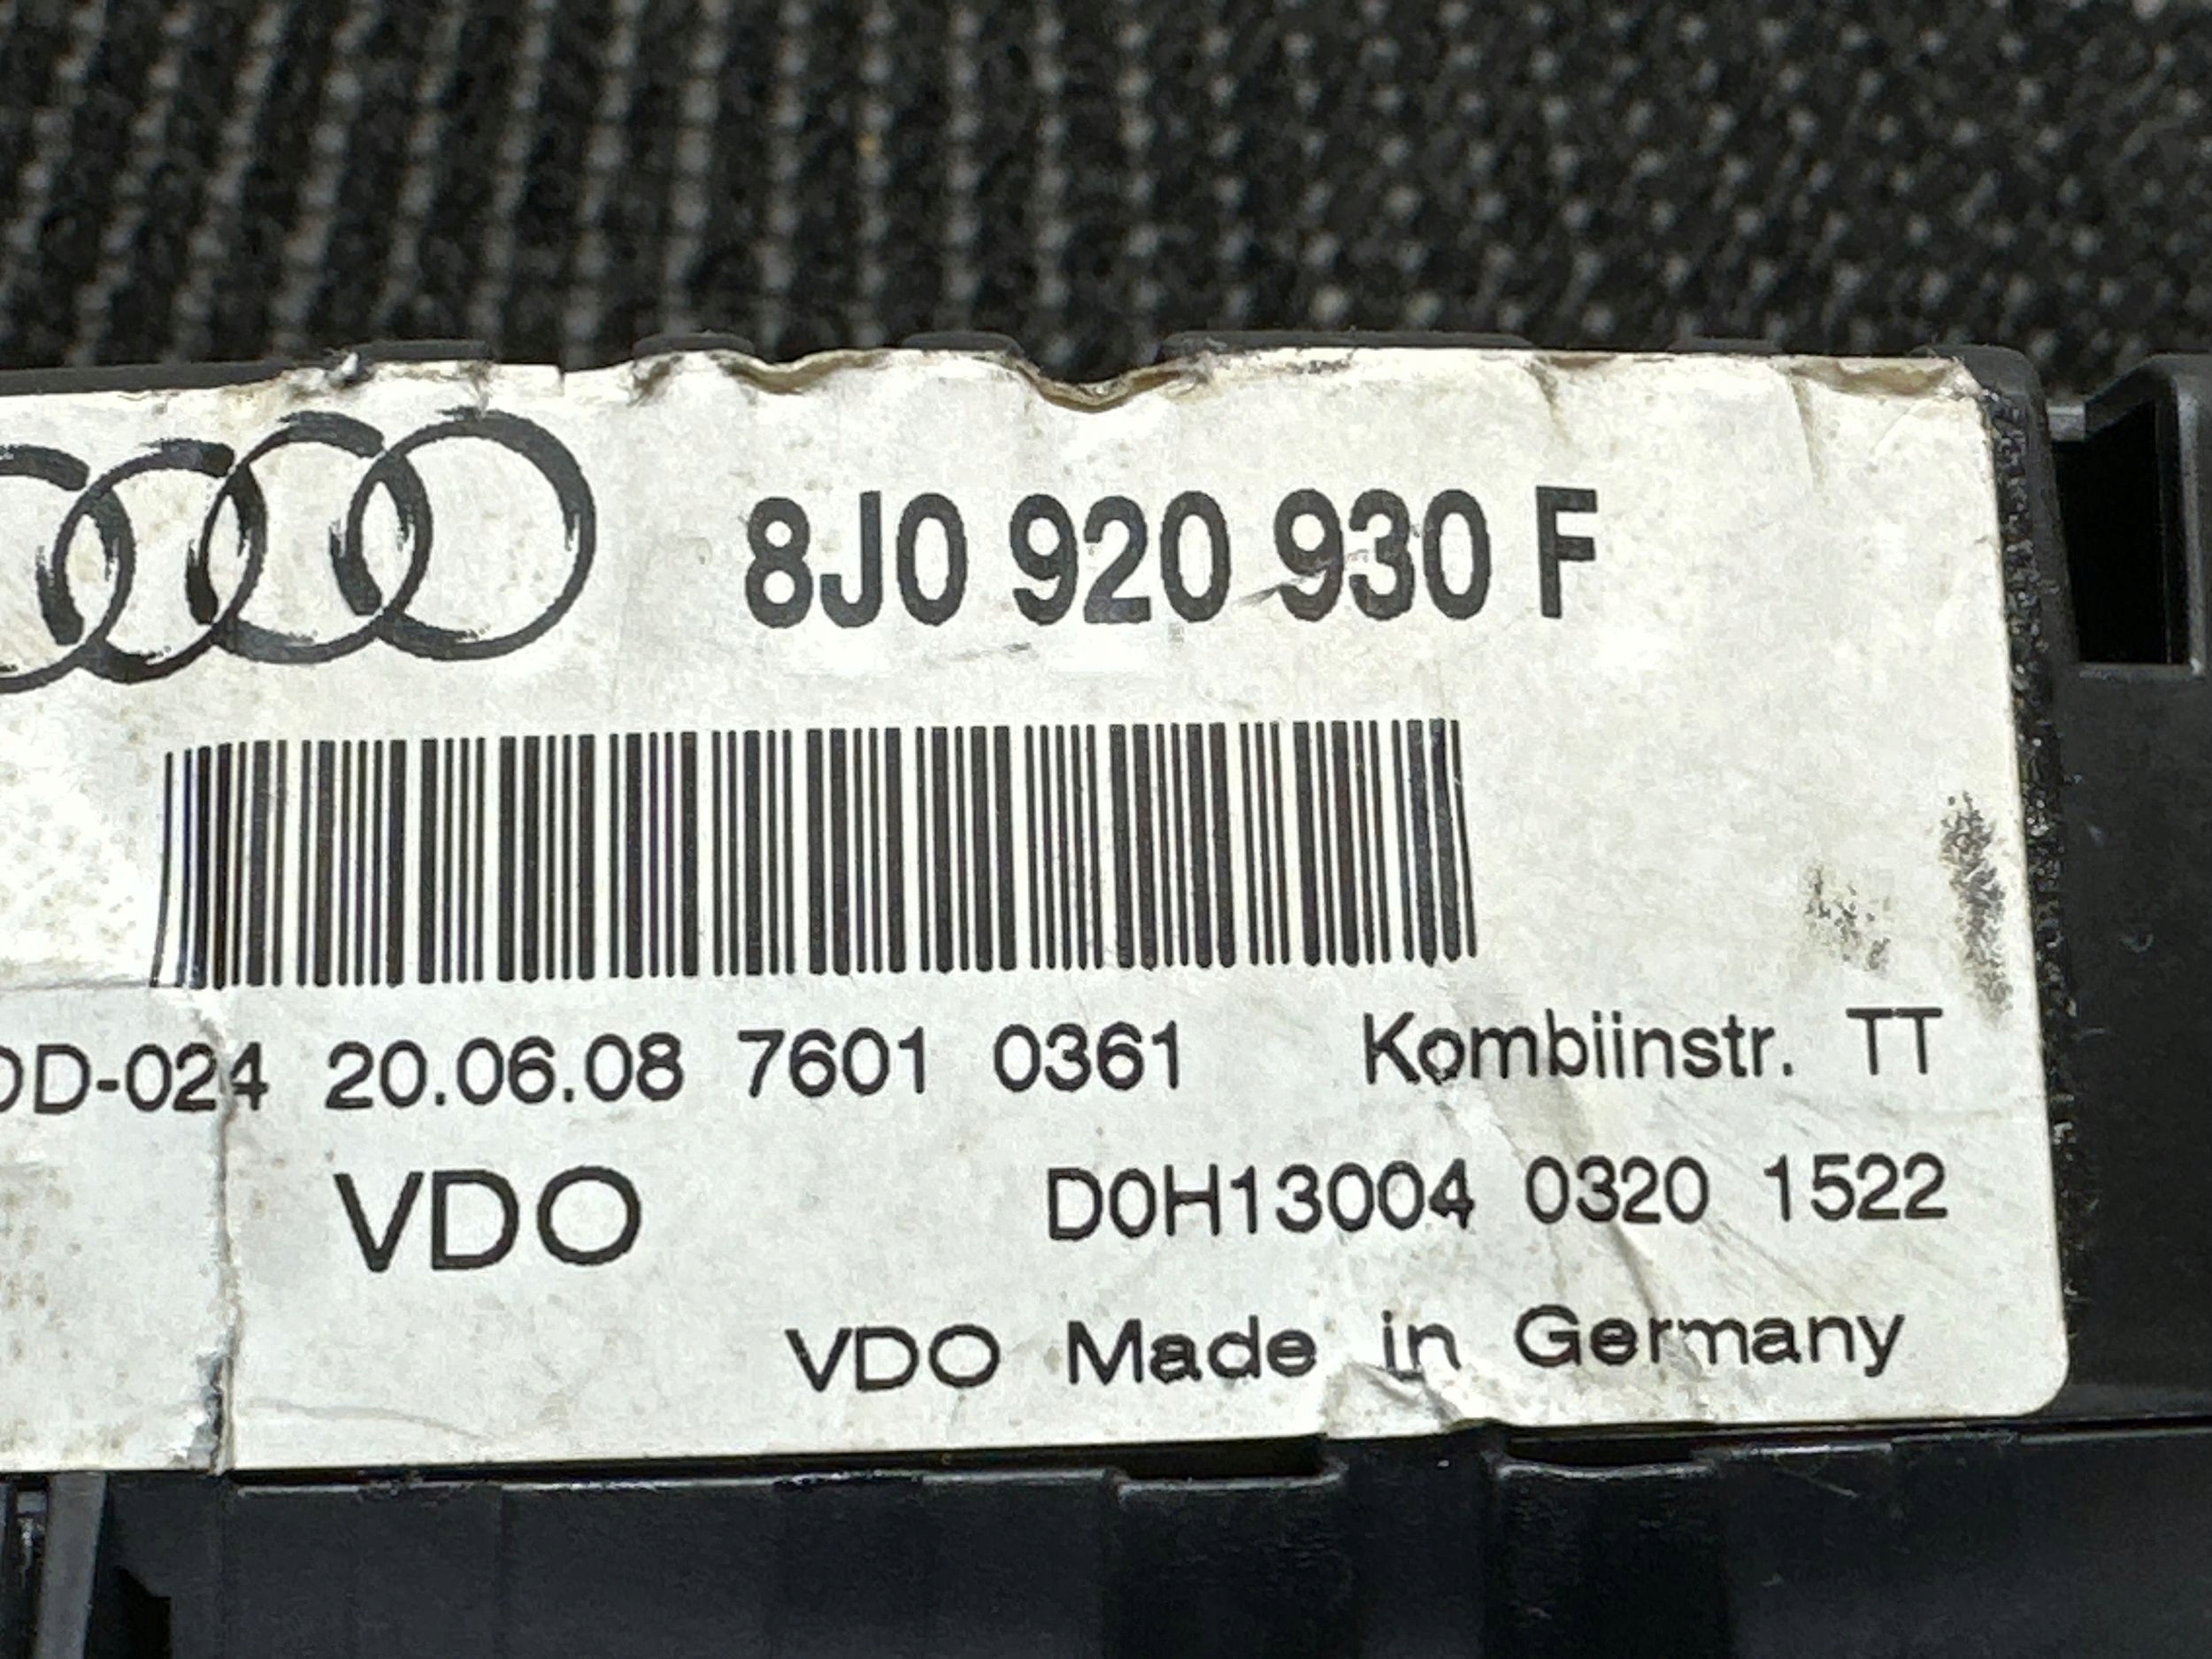 8J0 920 930 F
DD-024 20.06.08 7601 0361 Kombiinstr. TT
VDO D0H13004 0320 1522
VDO Made in Germany